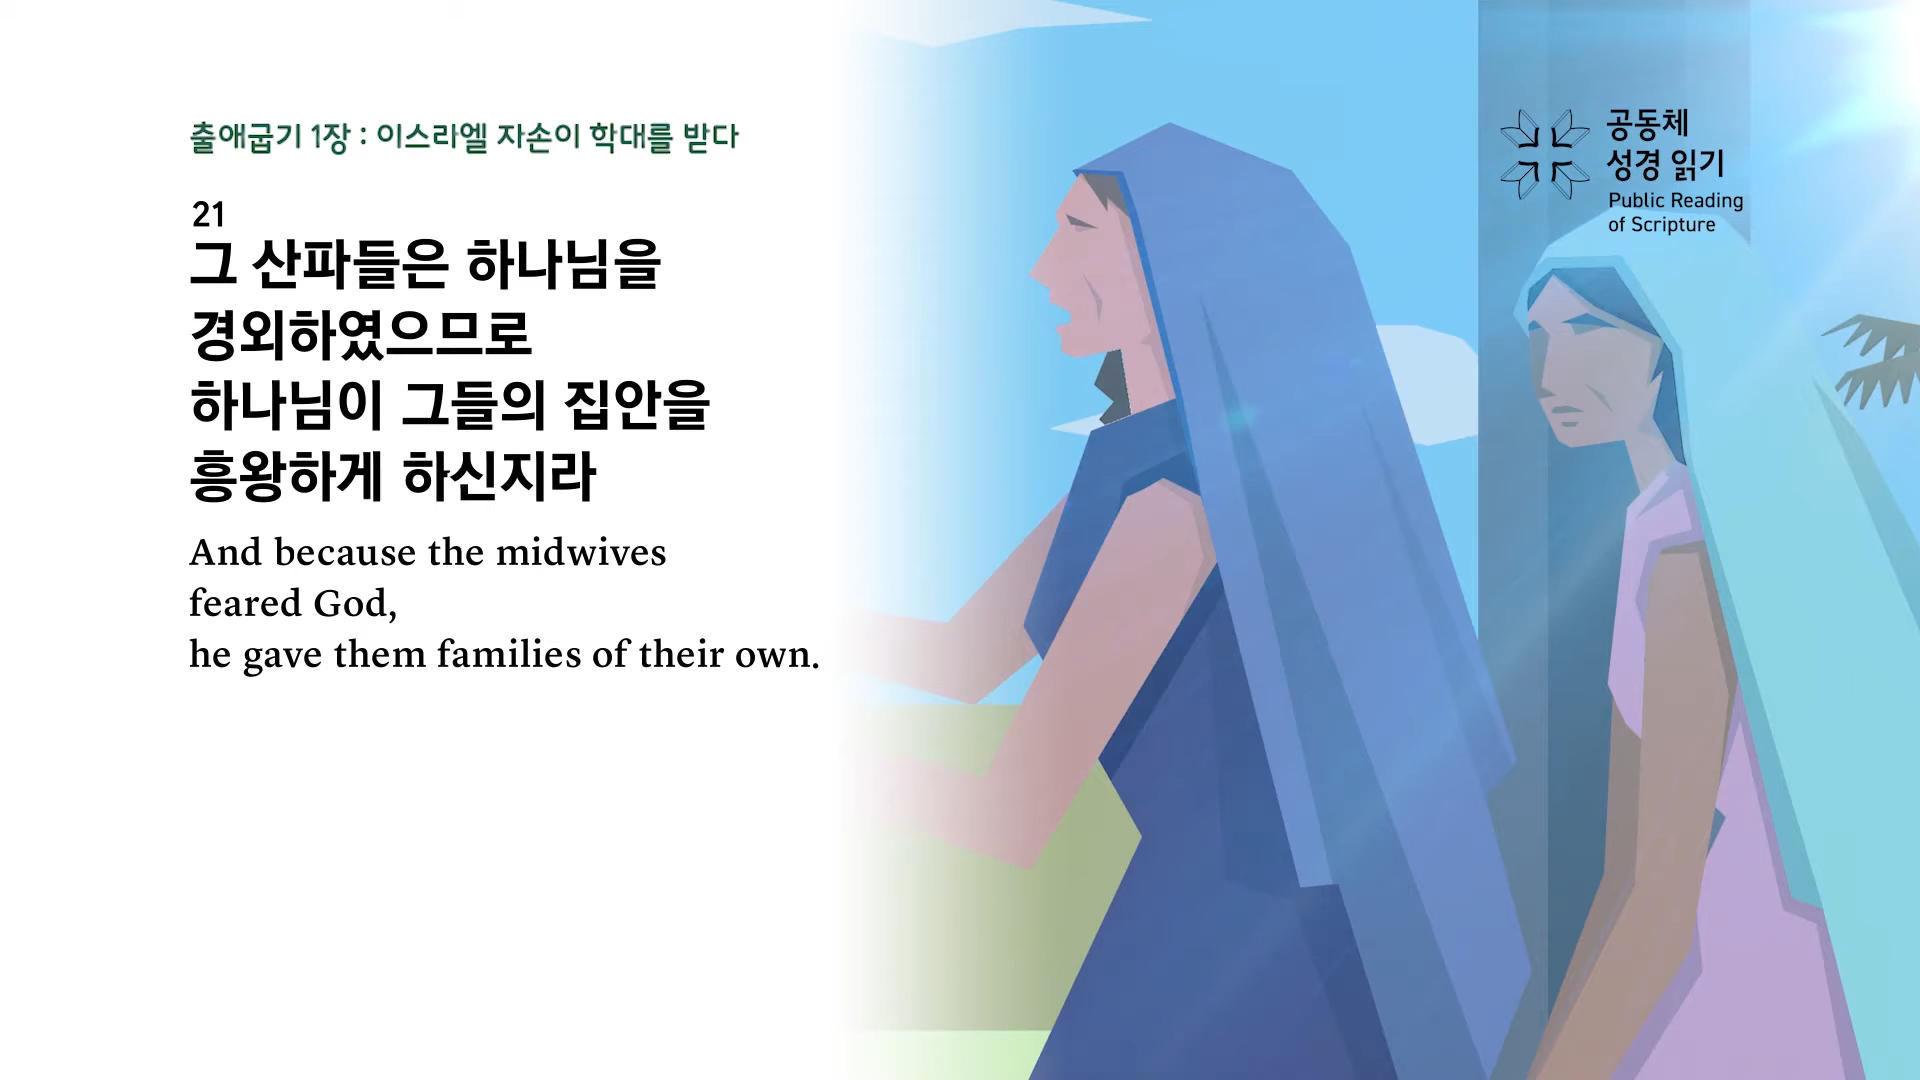 출애굽기 1장 : 이스라엘 자손이 학대를 받다
21
그 산파들은 하나님을
경외하였으므로
하나님이 그들의 집안을
흥왕하게 하신지라
And because the midwives
feared God,
he gave them families of their own.
공동체
성경 읽기
Public Reading
of Scripture